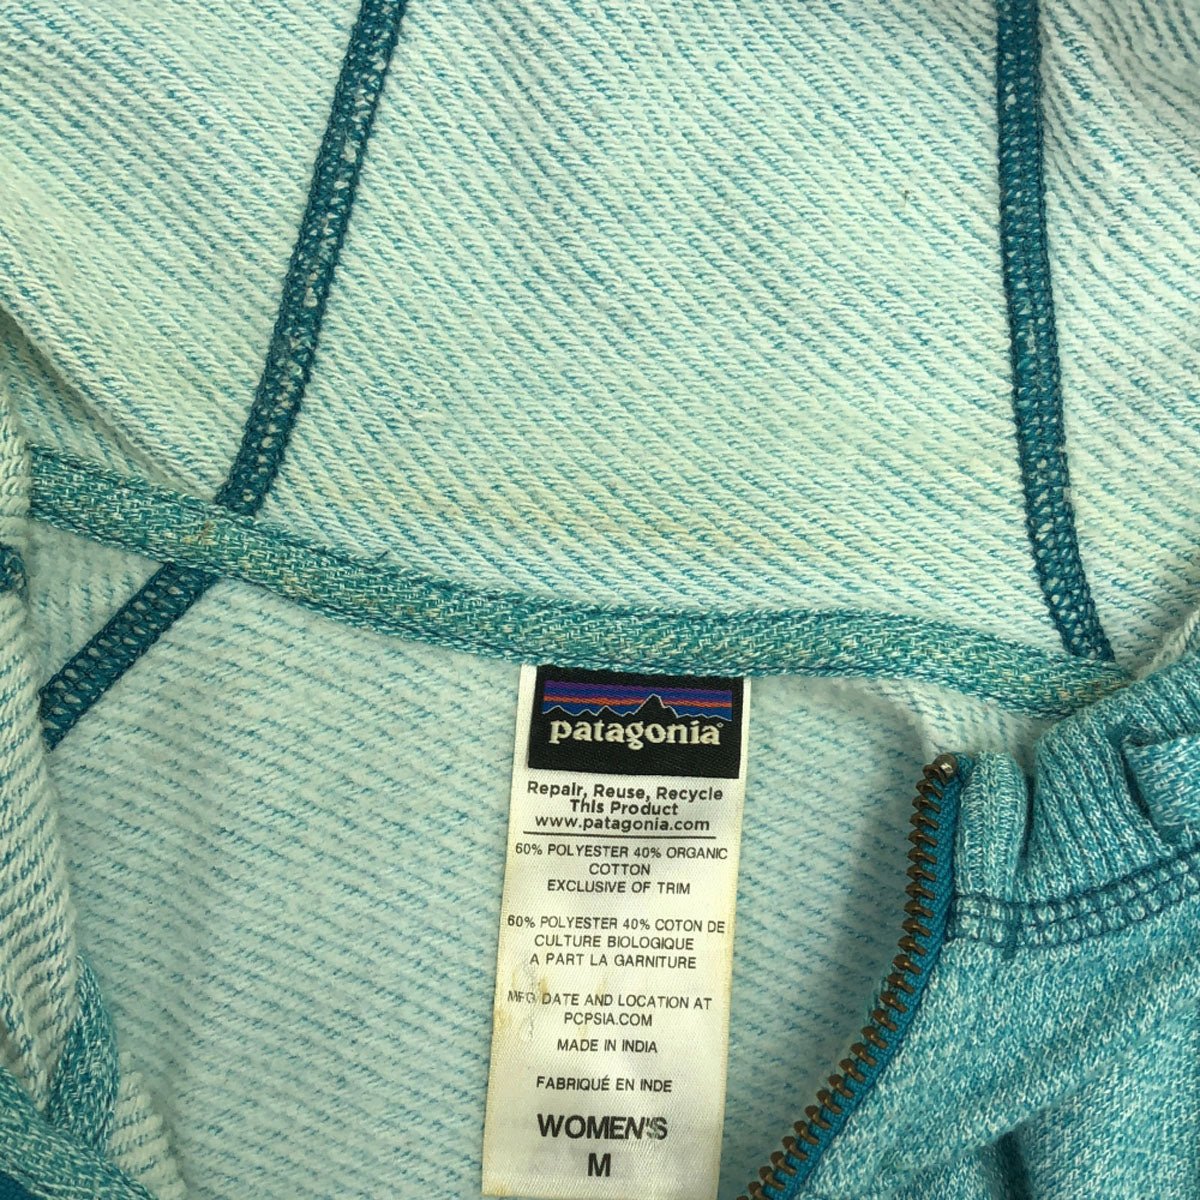 patagonia®
Repair, Reuse, Recycle
This Product
www.patagonia.com
60% POLYESTER 40% ORGANIC
COTTON
EXCLUSIVE OF TRIM
60% POLYESTER 40% COTON DE
CULTURE BIOLOGIQUE
A PART LA GARNITURE
MFG DATE AND LOCATION AT
PCPSIA.COM
MADE IN INDIA
FABRIQUÉ EN INDE
WOMEN'S
M